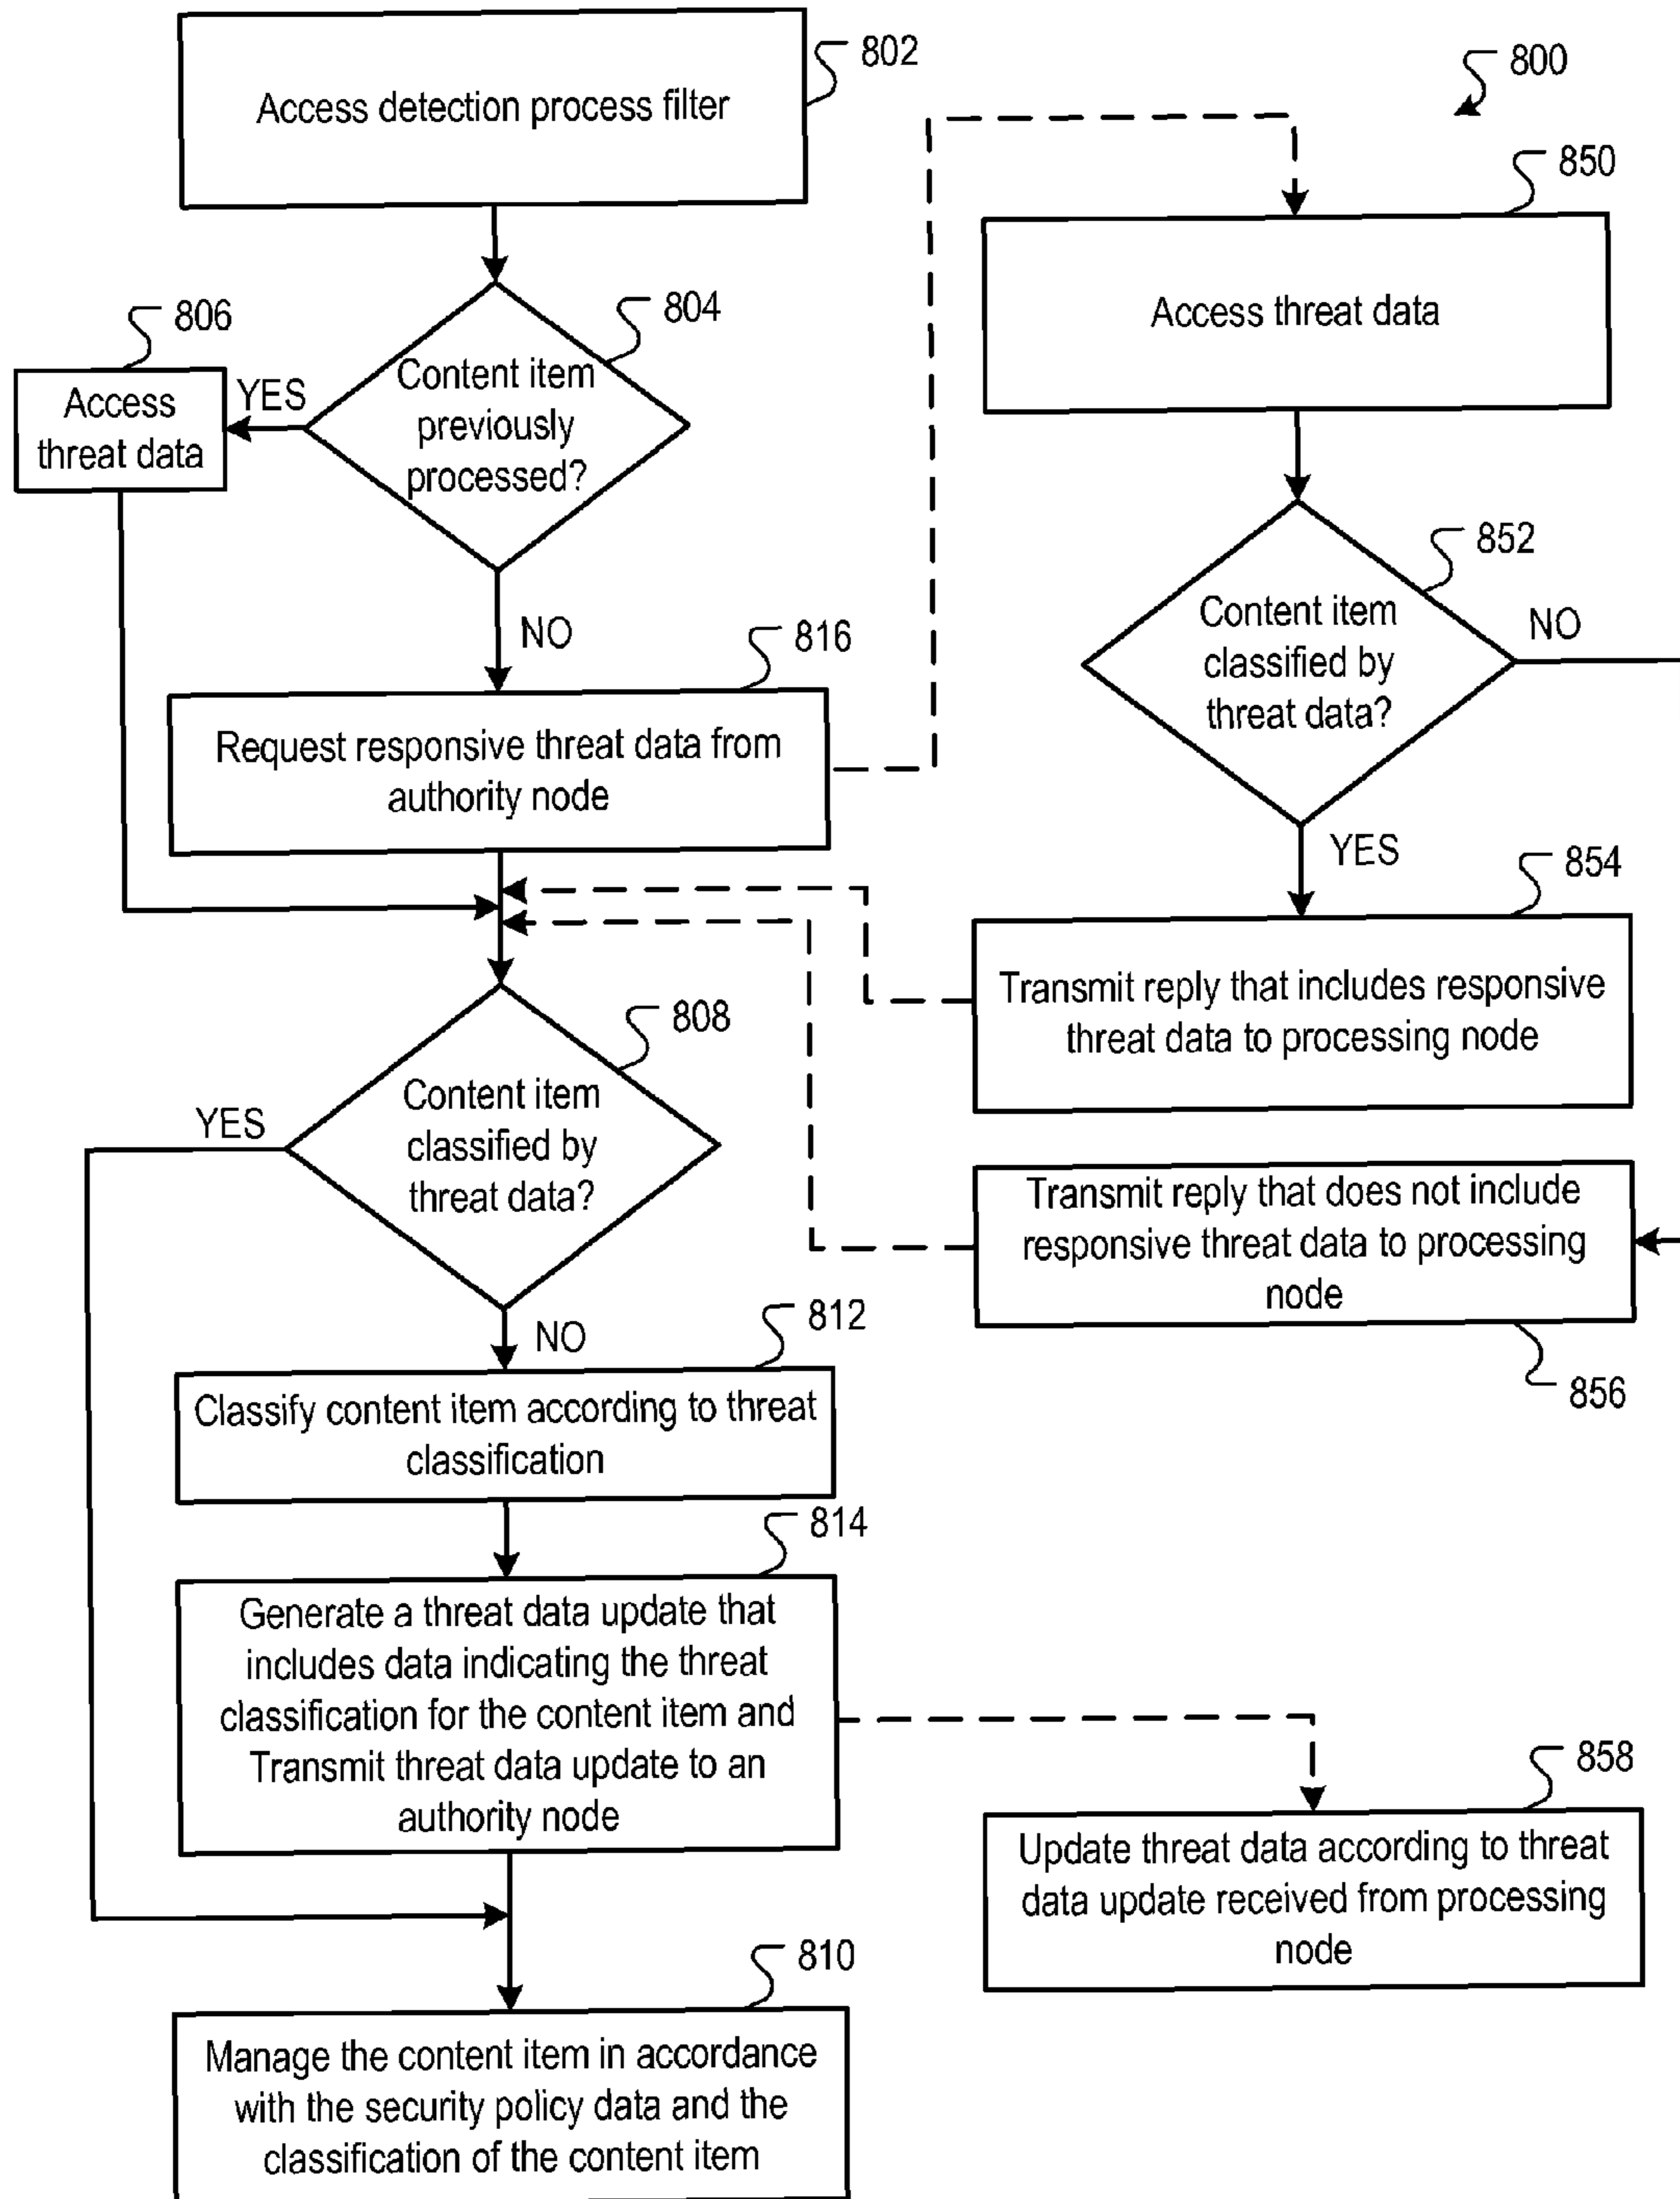 802
Access detection process filter
800
850
Access threat data
804
Content item
previously
processed?
806
YES
Access
threat data
NO
816
Request responsive threat data from
authority node
852
Content item
classified by
threat data?
NO
YES
854
Transmit reply that includes responsive
threat data to processing node
808
Content item
classified by
threat data?
YES
Transmit reply that does not include
responsive threat data to processing
node
856
NO
812
Classify content item according to threat
classification
814
Generate a threat data update that
includes data indicating the threat
classification for the content item and
Transmit threat data update to an
authority node
858
Update threat data according to threat
data update received from processing
node
810
Manage the content item in accordance
with the security policy data and the
classification of the content item